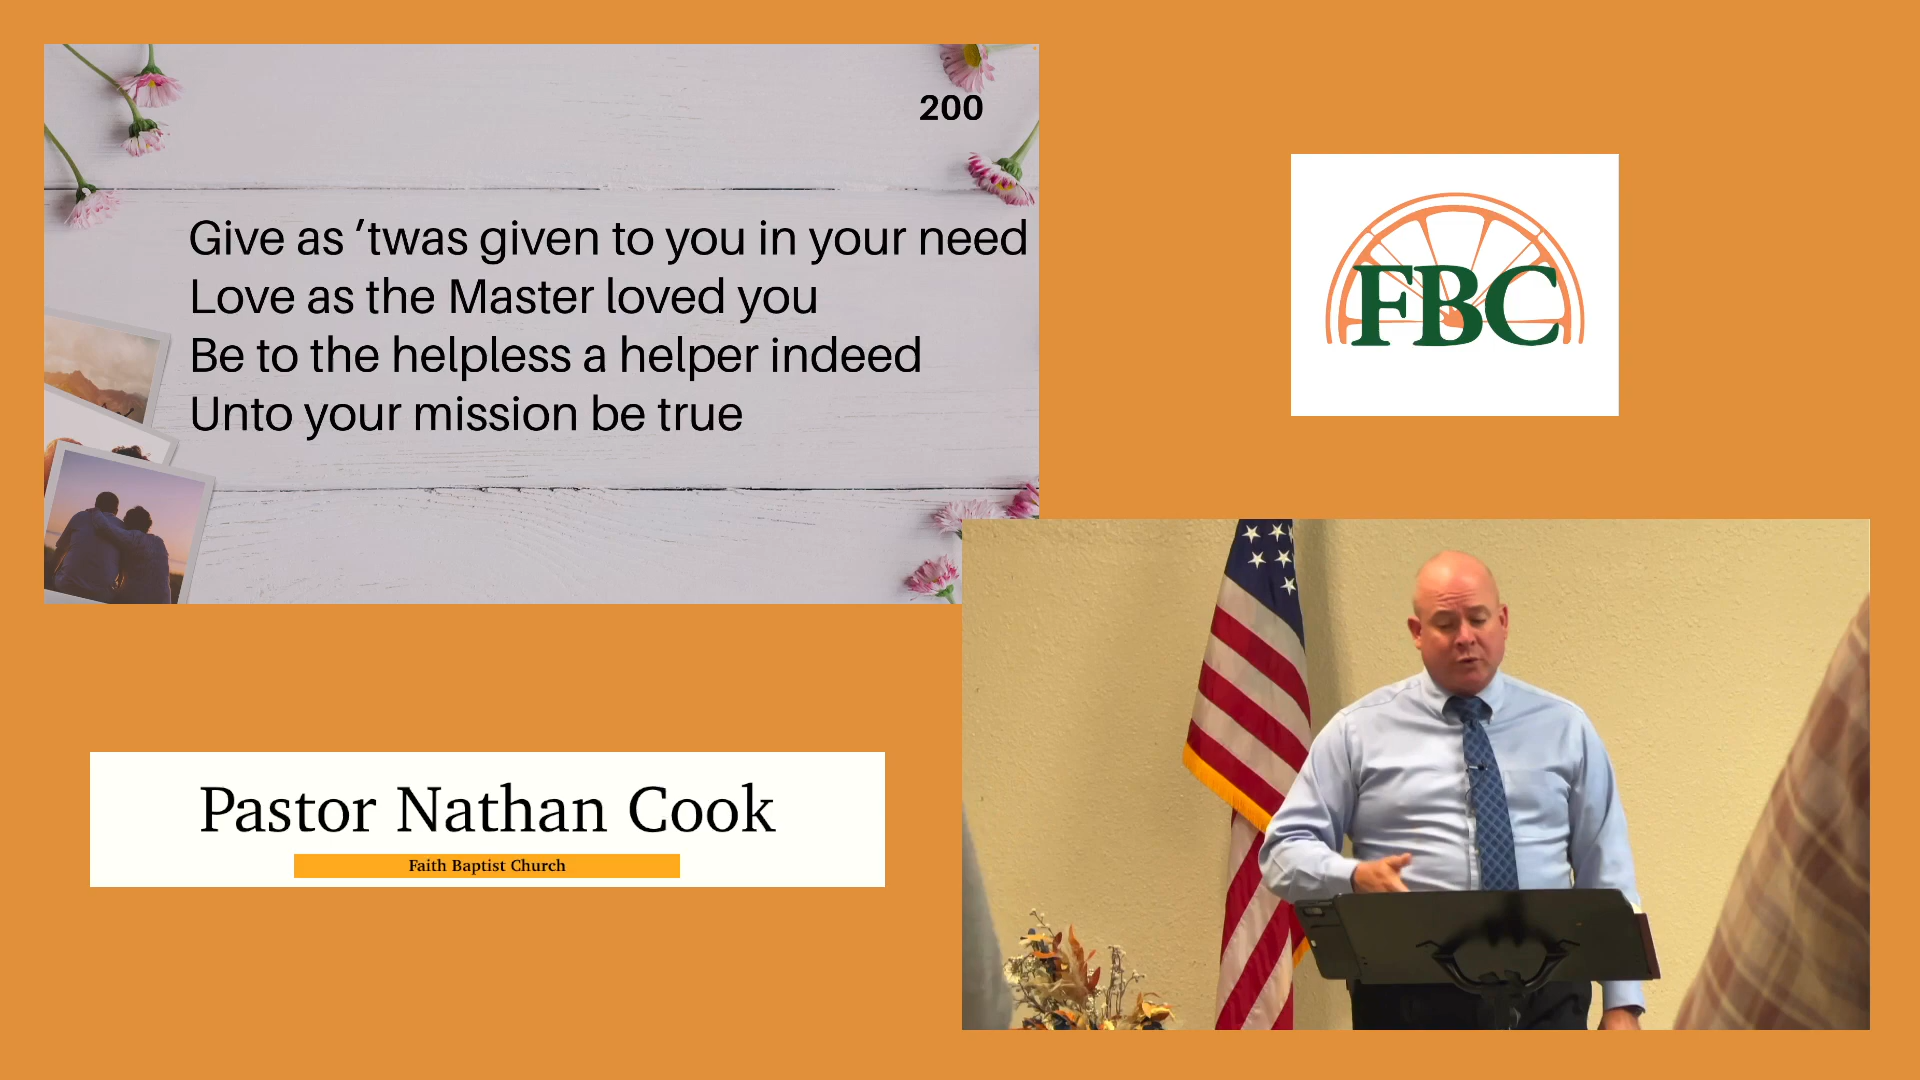 200
Give as ’twas given to you in your need
Love as the Master loved you
Be to the helpless a helper indeed
Unto your mission be true
FBC
Pastor Nathan Cook
Faith Baptist Church